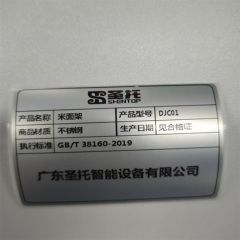 圣托
SHENTOP
产品名称 米面架 产品型号 DJC01
商品材质 不锈钢 生产日期 见合格证
执行标准 GB/T 38160-2019
广东圣托智能设备有限公司